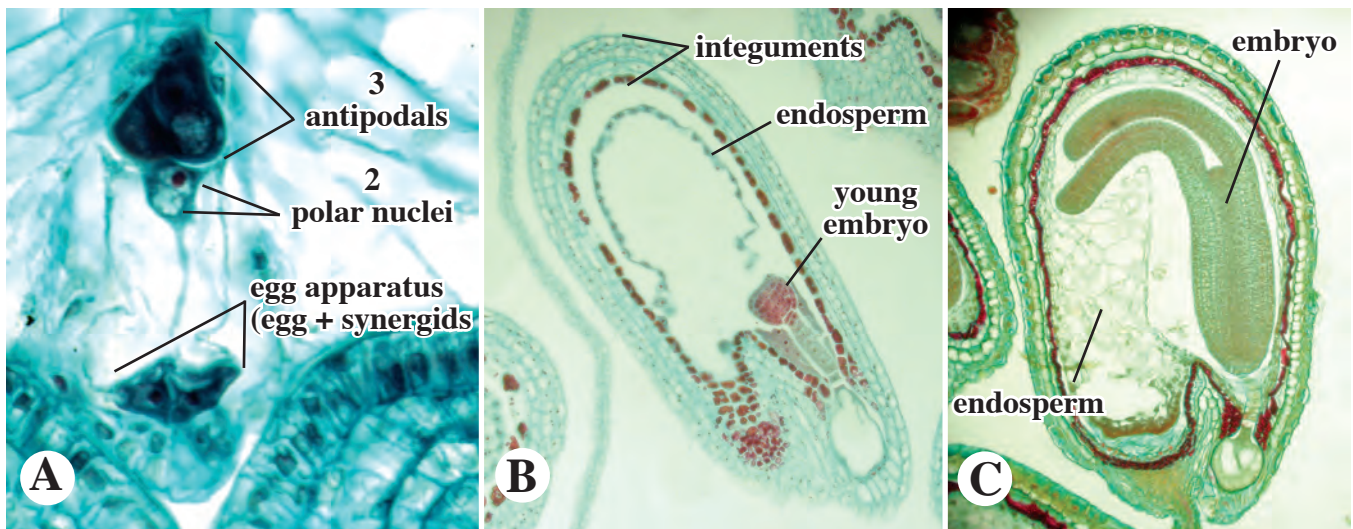 3
antipodals
2
polar nuclei
egg apparatus
(egg + synergids
A
integuments
endosperm
young
embryo
B
embryo
endosperm
C